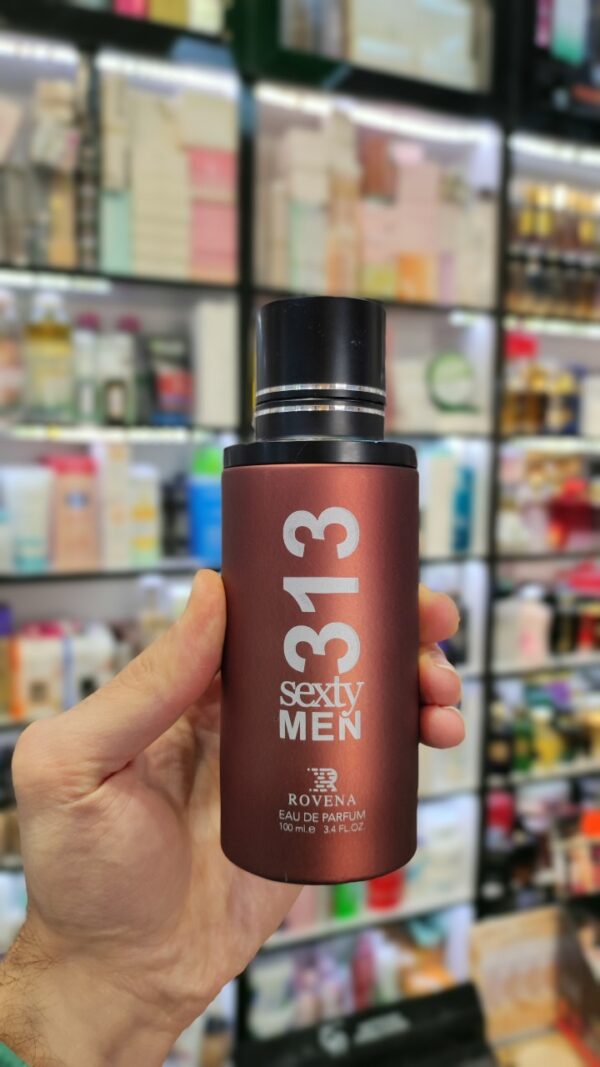 313
sexty
MEN
ROVENA
EAU DE PARFUM
100 ml.e 3.4 FL.OZ